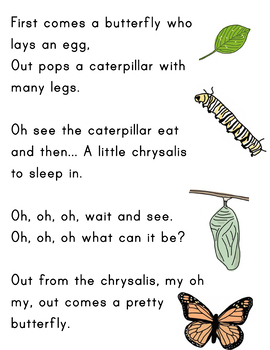 First comes a butterfly who
lays an egg,
Out pops a caterpillar with
many legs.
Oh see the caterpillar eat
and then... A little chrysalis
to sleep in.
Oh, oh, oh, wait and see.
Oh, oh, oh what can it be?
Out from the chrysalis, my oh
my, out comes a pretty
butterfly.